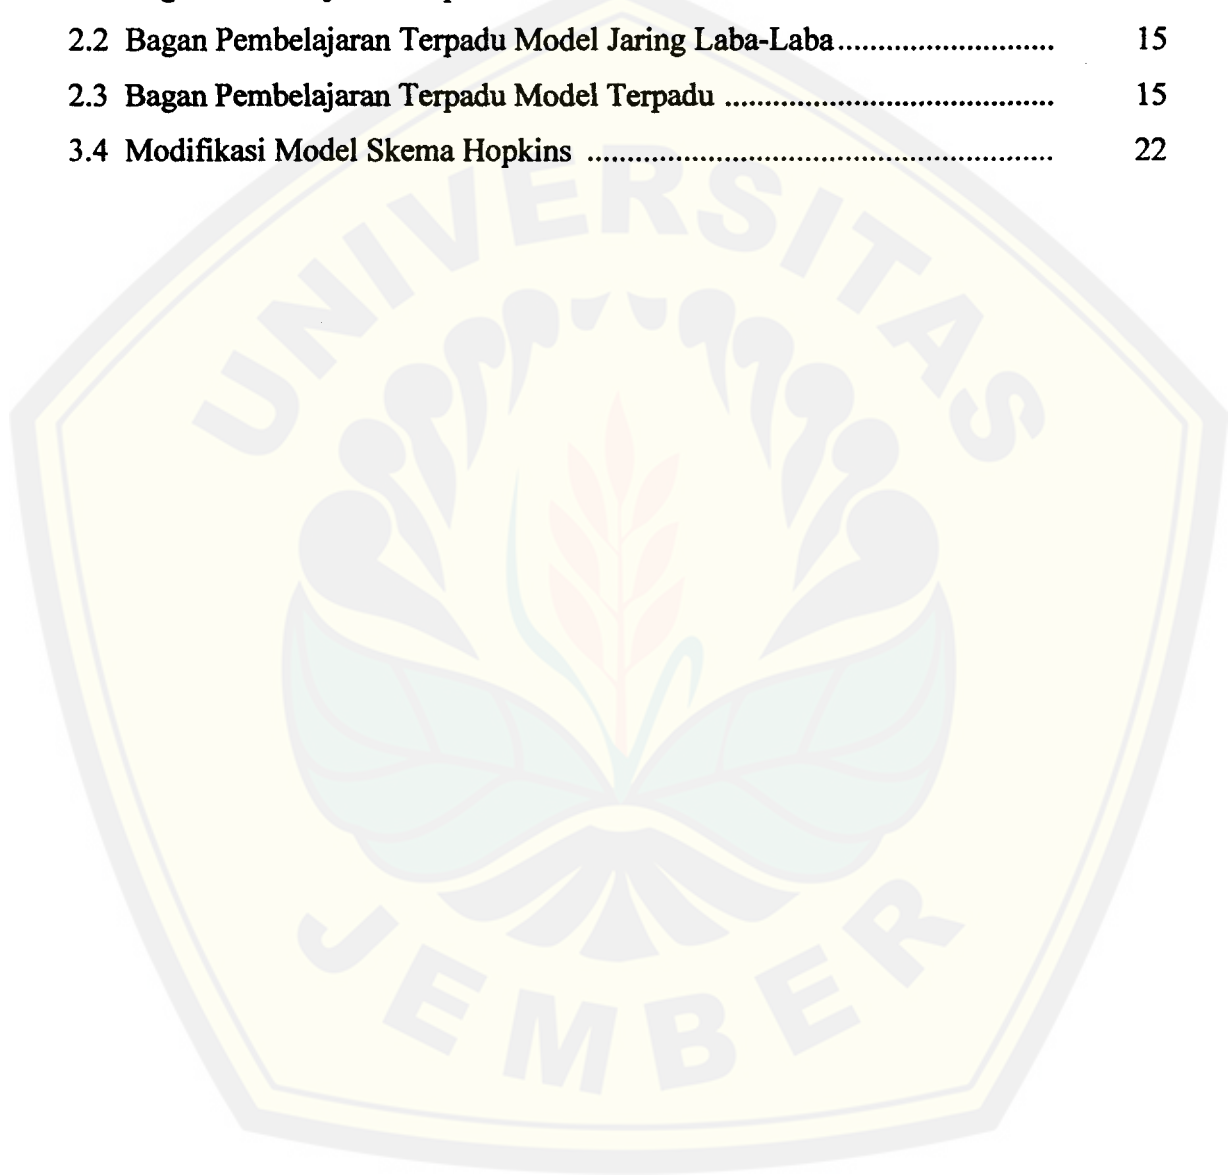 2.2 Bagan Pembelajaran Terpadu Model Jaring Laba-Laba.......................... 15
2.3 Bagan Pembelajaran Terpadu Model Terpadu ........................................ 15
3.4 Modifikasi Model Skema Hopkins ........................................................ 22
UNIVERSITAS
JEMBER